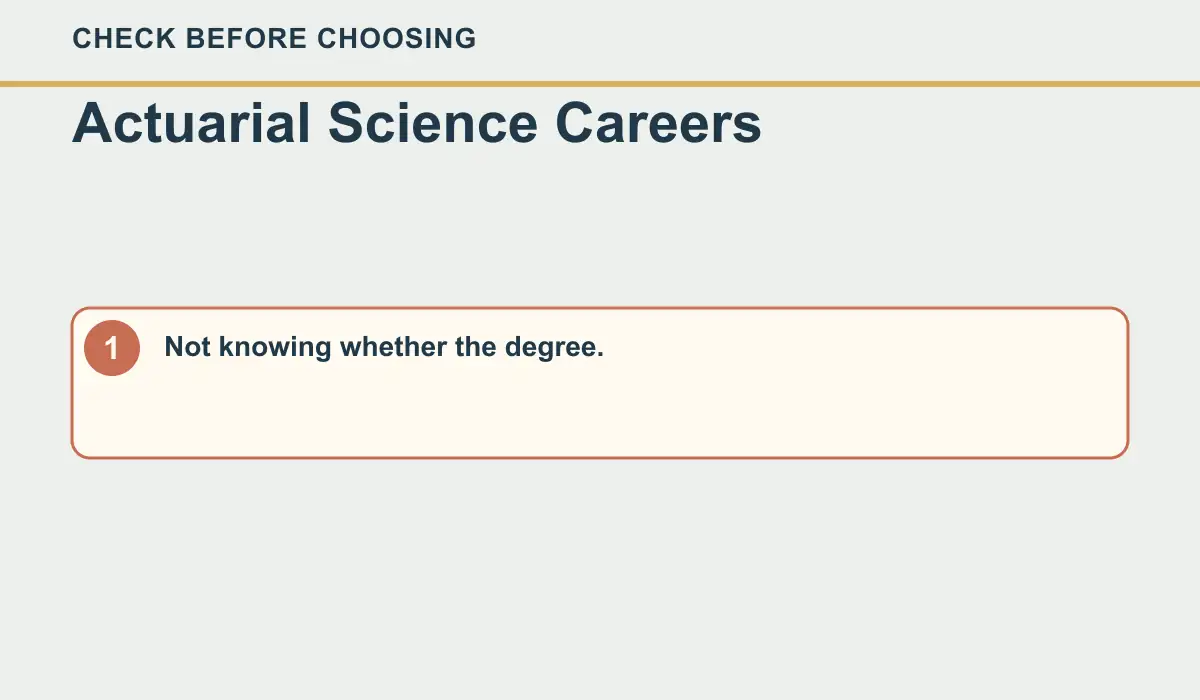 CHECK BEFORE CHOOSING
Actuarial Science Careers
1
Not knowing whether the degree.